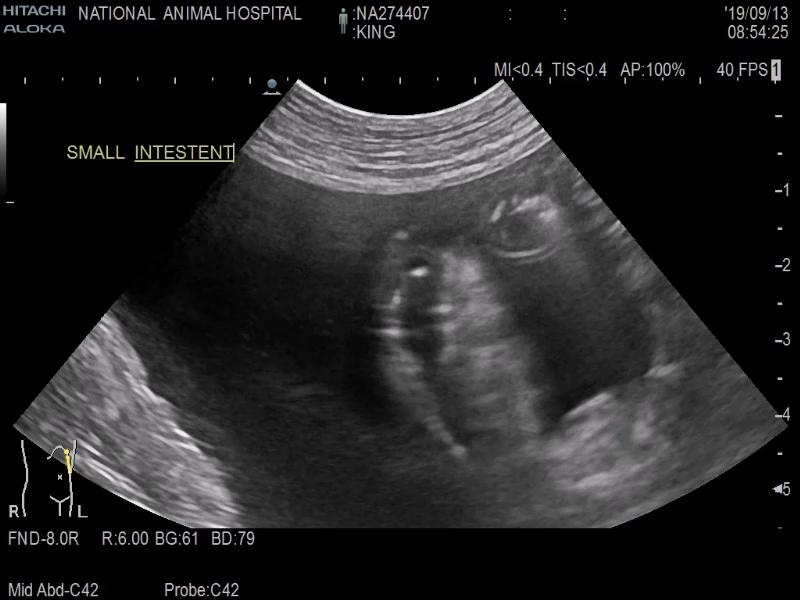 HITACHI NATIONAL ANIMAL HOSPITAL :NA274407 : : '19/09/13
ALOKA :KING 08:54:25
MI<0.4 TIS<0.4 AP:100% 40 FPS 1
SMALL INTESTENT
-1
-2
-3
-4
5
R L
FND-8.0R R:6.00 BG:61 BD:79
Mid Abd-C42 Probe:C42